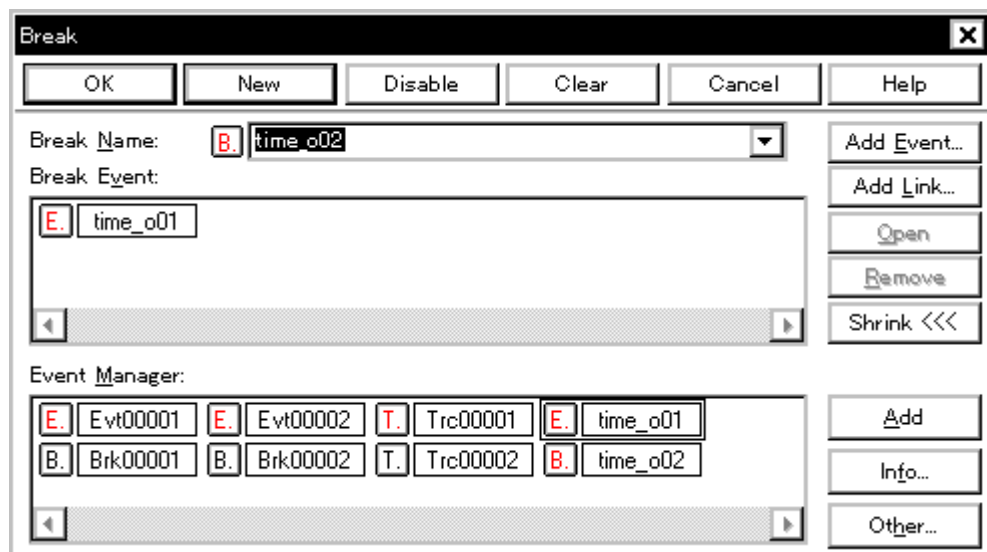 Break
OK New Disable Clear Cancel Help
Break Name: B. time_o02 Add Event...
Break Event: Add Link...
E. time_o01
Open
Remove
Shrink <<<
Event Manager:
E. Evt00001 E. Evt00002 T. Trc00001 E. time_o01 Add
B. Brk00001 B. Brk00002 T. Trc00002 B. time_o02
Info...
Other...